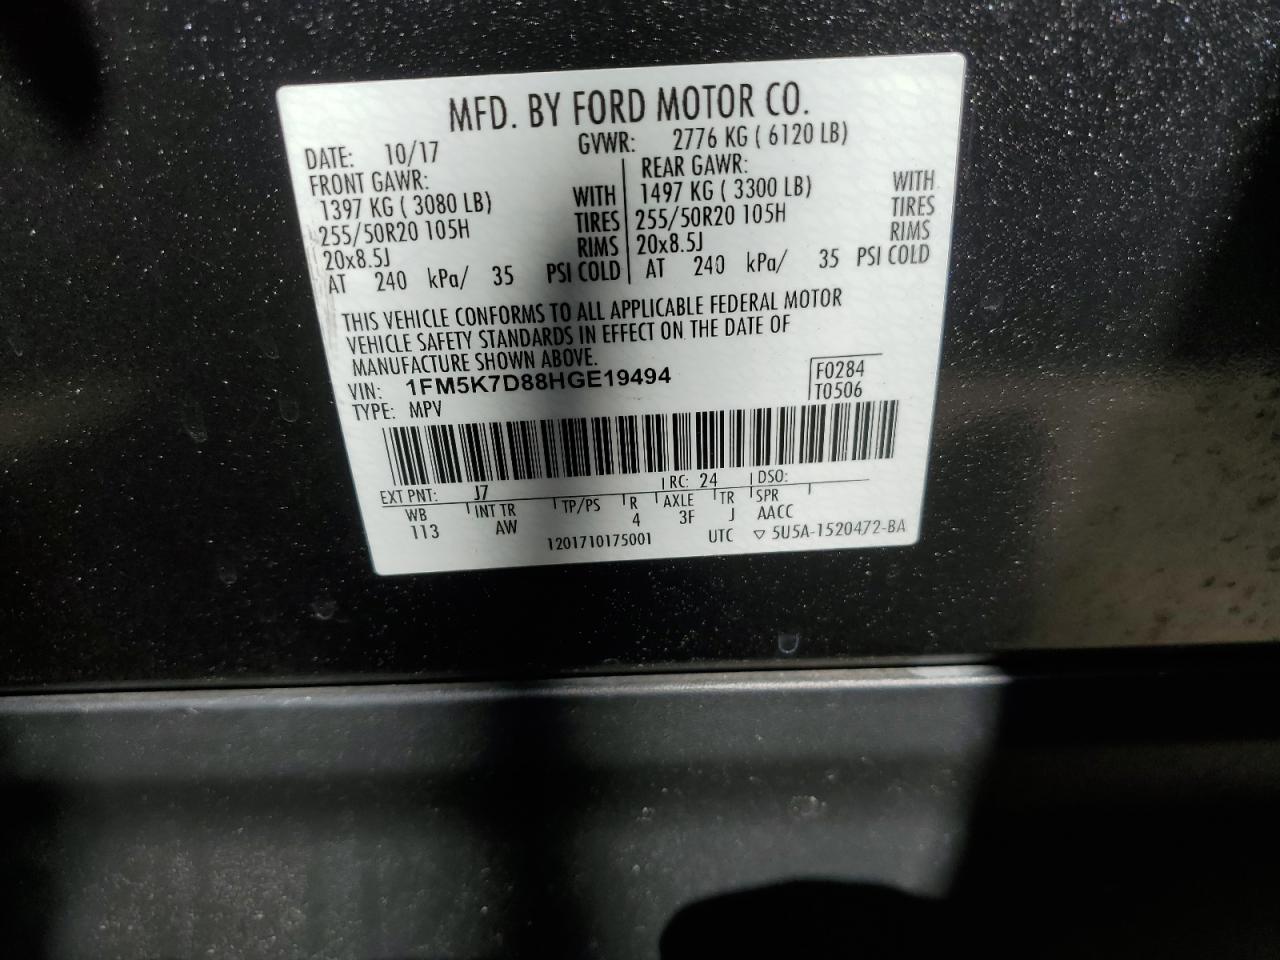 MFD. BY FORD MOTOR CO.
DATE: 10/17 GVWR: 2776 KG ( 6120 LB)
FRONT GAWR: REAR GAWR:
1397 KG ( 3080 LB) WITH 1497 KG ( 3300 LB) WITH
255/50R20 105H TIRES 255/50R20 105H TIRES
20x8.5J RIMS 20x8.5J RIMS
AT 240 kPa/ 35 PSI COLD AT 240 kPa/ 35 PSI COLD
THIS VEHICLE CONFORMS TO ALL APPLICABLE FEDERAL MOTOR
VEHICLE SAFETY STANDARDS IN EFFECT ON THE DATE OF
MANUFACTURE SHOWN ABOVE.
VIN: 1FM5K7D88HGE19494 F0284
TYPE: MPV T0506
EXT PNT: J7 RC: 24 DSO:
WB INT TR TP/PS R AXLE TR SPR
113 AW 4 3F J AACC
1201710175001 UTC ▽ 5U5A-1520472-BA